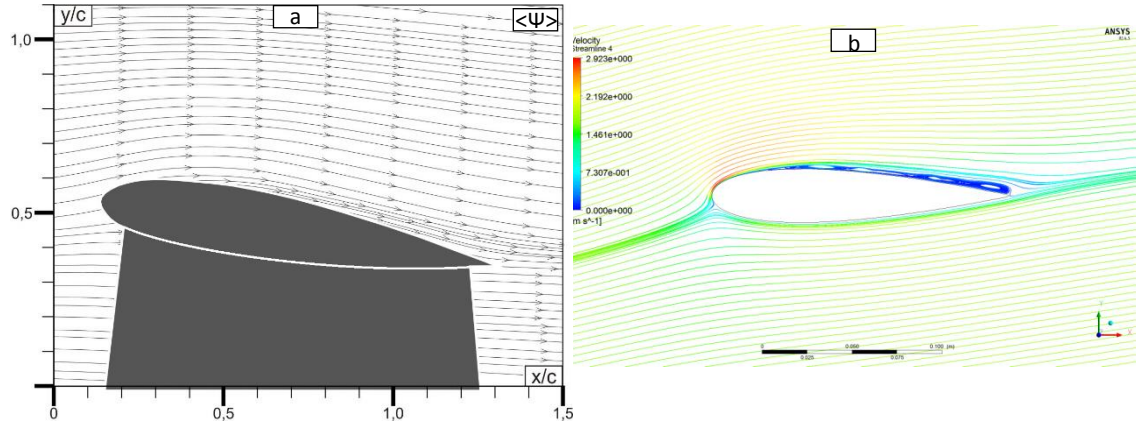 y/c
a
<Ψ>
1,0
0,5
0
x/c
0
0,5
1,0
1,5
b
ANSYS
Velocity
Streamline 4
2.923e+000
2.192e+000
1.461e+000
7.307e-001
0.000e+000
m s^-1]
0
0.025
0.050
0.075
0.100 (m)
Y
X